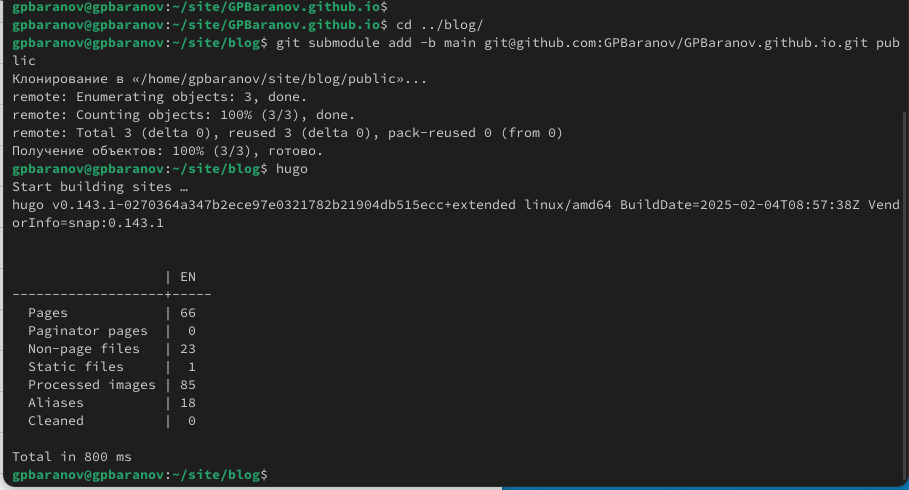 gpbaranov@gpbaranov:~/site/GPBaranov.github.io$
gpbaranov@gpbaranov:~/site/GPBaranov.github.io$ cd ../blog/
gpbaranov@gpbaranov:~/site/blog$ git submodule add -b main git@github.com:GPBaranov/GPBaranov.github.io.git pub
lic
Клонирование в «/home/gpbaranov/site/blog/public»...
remote: Enumerating objects: 3, done.
remote: Counting objects: 100% (3/3), done.
remote: Total 3 (delta 0), reused 3 (delta 0), pack-reused 0 (from 0)
Получение объектов: 100% (3/3), готово.
gpbaranov@gpbaranov:~/site/blog$ hugo
Start building sites …
hugo v0.143.1-0270364a347b2ece97e0321782b21904db515ecc+extended linux/amd64 BuildDate=2025-02-04T08:57:38Z Vend
orInfo=snap:0.143.1
                   | EN
-------------------+-----
  Pages            | 66
  Paginator pages  |  0
  Non-page files   | 23
  Static files     |  1
  Processed images | 85
  Aliases          | 18
  Cleaned          |  0
Total in 800 ms
gpbaranov@gpbaranov:~/site/blog$